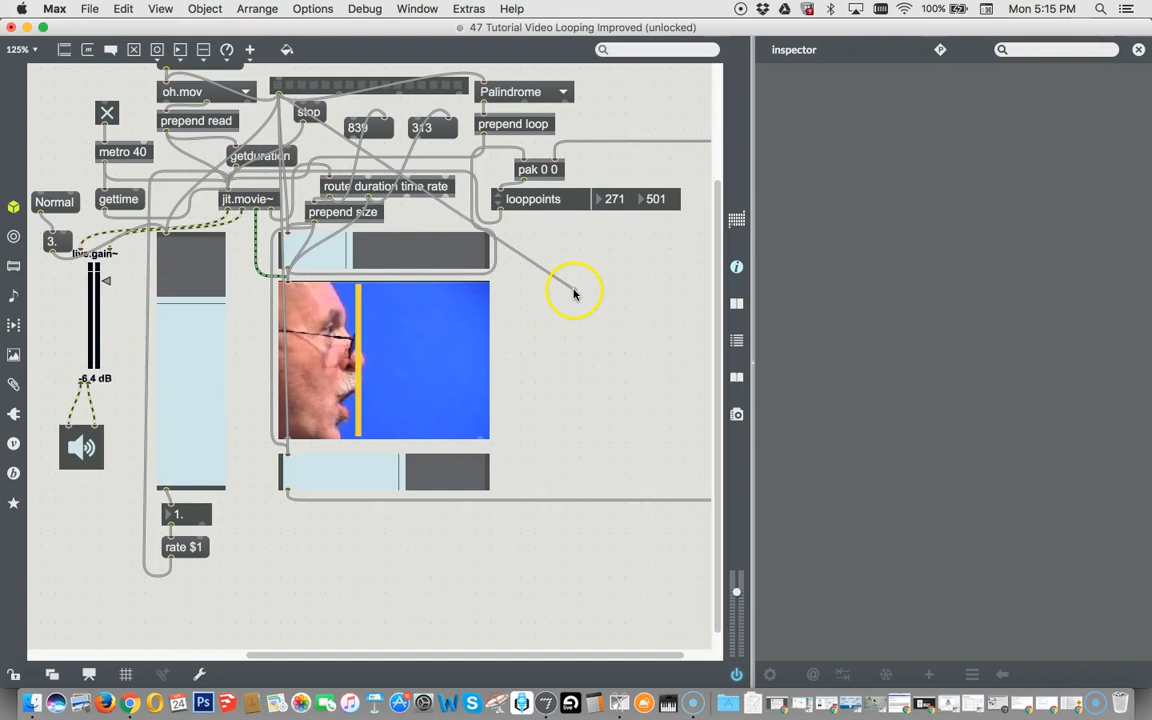 Max File Edit View Object Arrange Options Debug Window Extras Help
100% Mon 5:15 PM
47 Tutorial Video Looping Improved (unlocked)
125%
inspector
oh.mov
Palindrome
stop
prepend read
839
313
prepend loop
metro 40
getduration
pak 0 0
route duration time rate
Normal
gettime
jit.movie~
looppoints
271
501
prepend size
3.
live.gain~
-6.4 dB
1.
rate $1